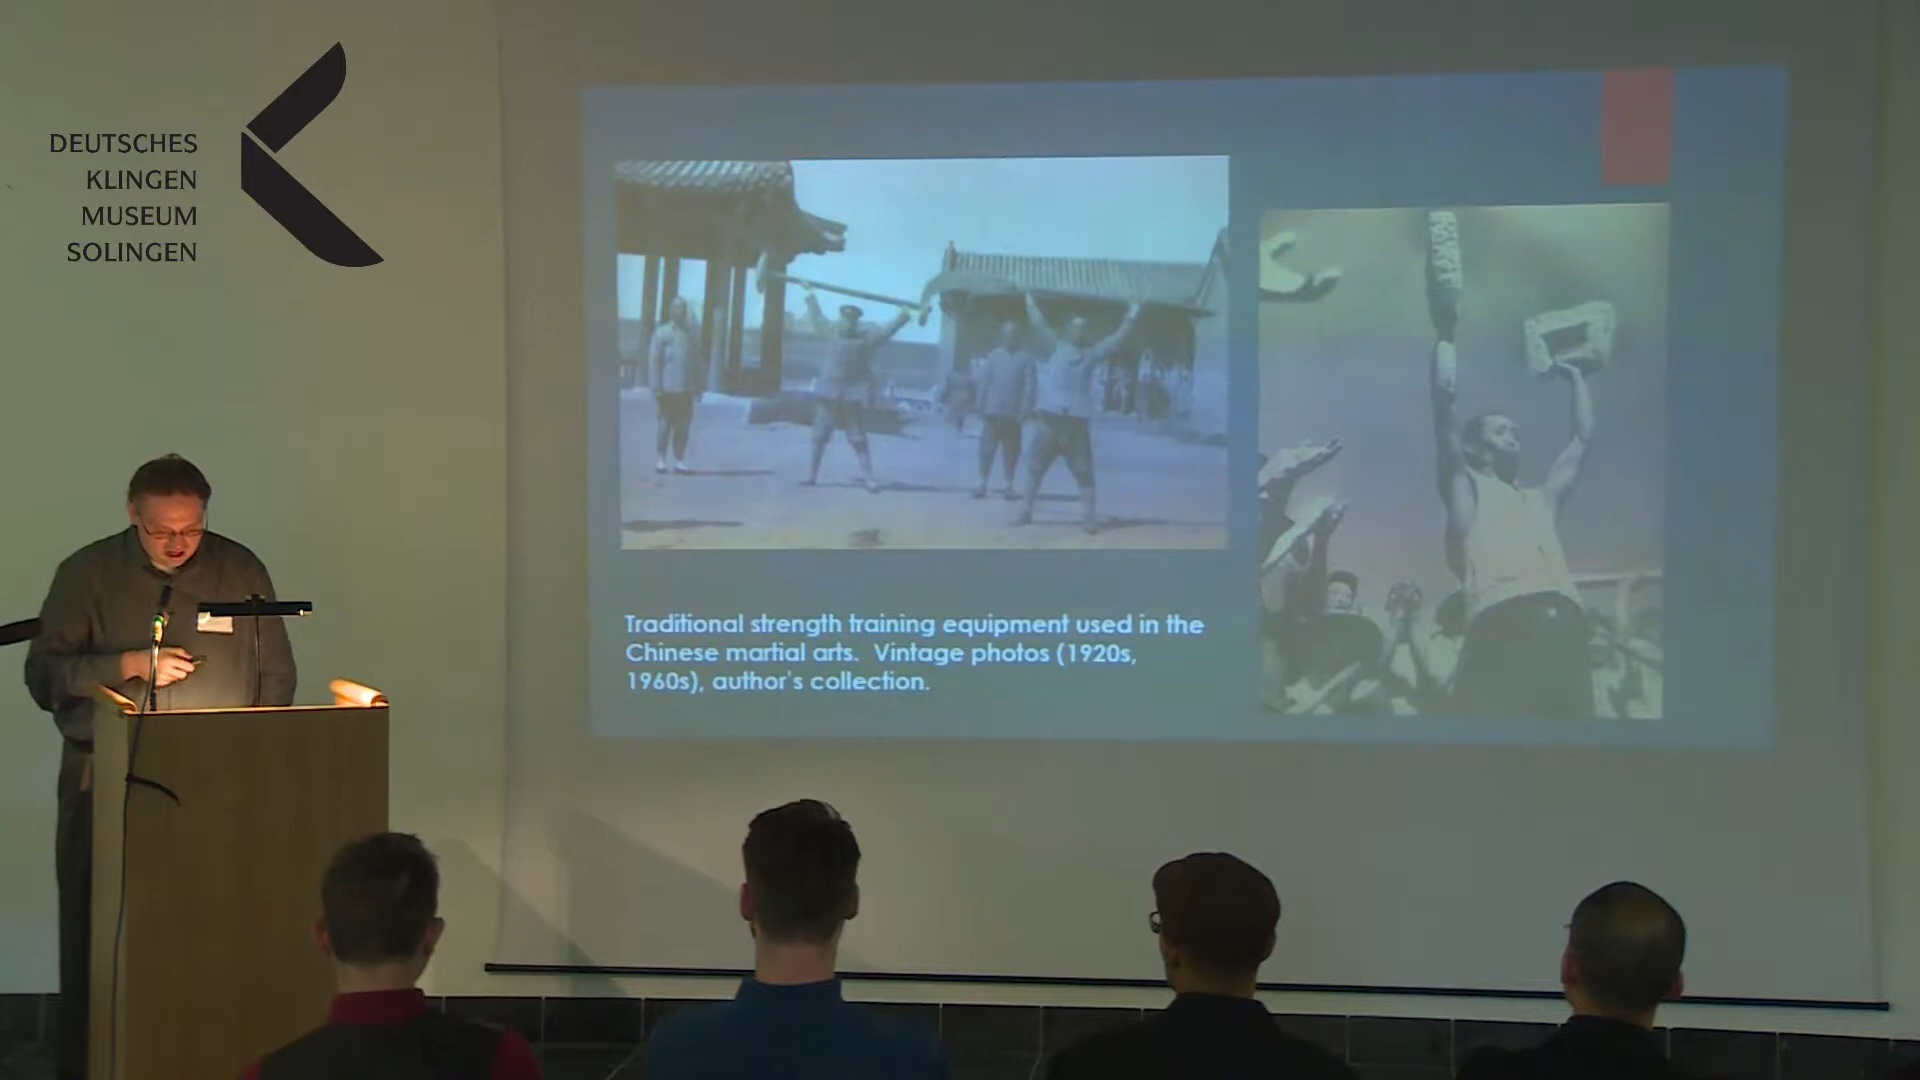 DEUTSCHES
KLINGEN
MUSEUM
SOLINGEN
Traditional strength training equipment used in the
Chinese martial arts. Vintage photos (1920s,
1960s), author's collection.